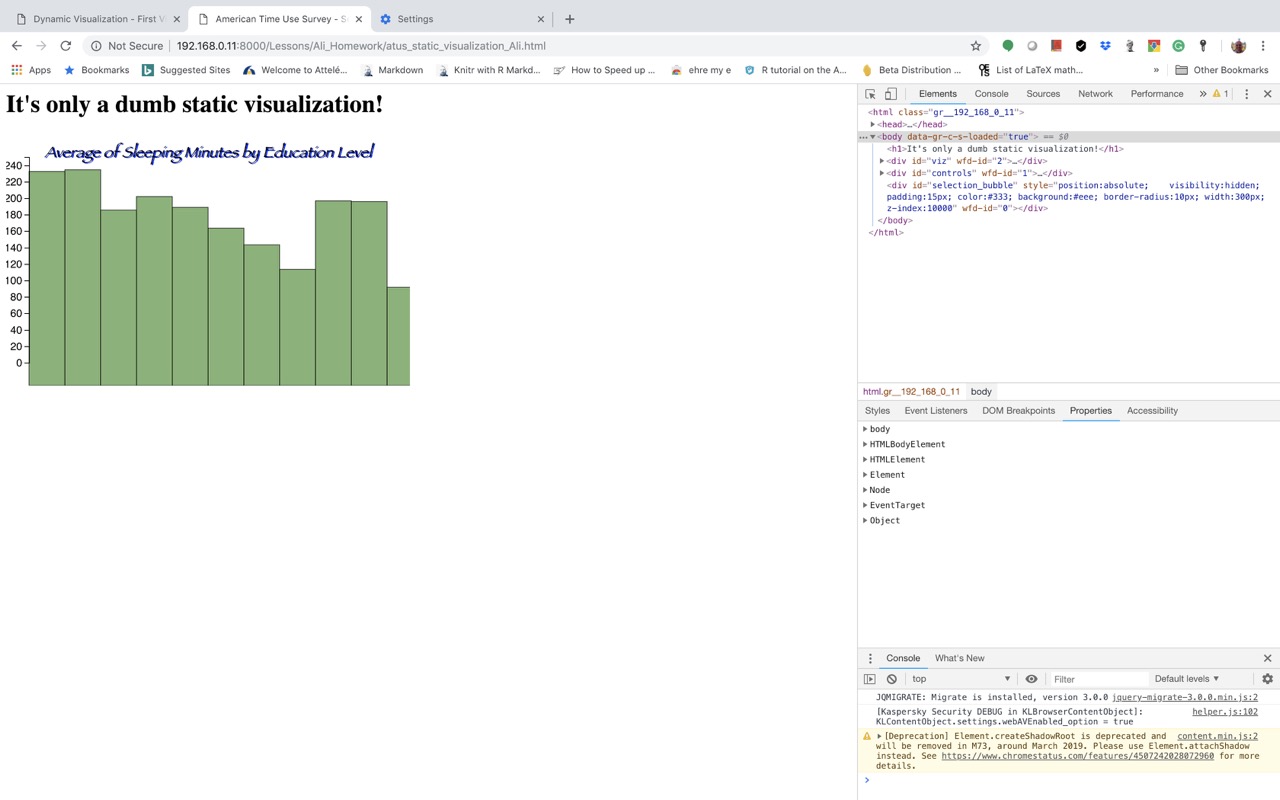 Dynamic Visualization - First V
American Time Use Survey - S
Settings
Not Secure
192.168.0.11:8000/Lessons/Ali_Homework/atus_static_visualization_Ali.html
Apps
Bookmarks
Suggested Sites
Welcome to Attelé...
Markdown
Knitr with R Markd...
How to Speed up ...
ehre my e
R tutorial on the A...
Beta Distribution ...
List of LaTeX math...
»
Other Bookmarks
It's only a dumb static visualization!
Average of Sleeping Minutes by Education Level
240
220
200
180
160
140
120
100
80
60
40
20
0
Elements
Console
Sources
Network
Performance
»
1
<html class="gr__192_168_0_11">
<head>…</head>
<body data-gr-c-s-loaded="true"> == $0
<h1>It's only a dumb static visualization!</h1>
<div id="viz" wfd-id="2">…</div>
<div id="controls" wfd-id="1">…</div>
<div id="selection_bubble" style="position:absolute; visibility:hidden;
padding:15px; color:#333; background:#eee; border-radius:10px; width:300px;
z-index:10000" wfd-id="0"></div>
</body>
</html>
html.gr__192_168_0_11
body
Styles
Event Listeners
DOM Breakpoints
Properties
Accessibility
body
HTMLBodyElement
HTMLElement
Element
Node
EventTarget
Object
Console
What's New
top
Filter
Default levels
JQMIGRATE: Migrate is installed, version 3.0.0 jquery-migrate-3.0.0.min.js:2
[Kaspersky Security DEBUG in KLBrowserContentObject]: helper.js:102
KLContentObject.settings.webAVEnabled_option = true
[Deprecation] Element.createShadowRoot is deprecated and content.min.js:2
will be removed in M73, around March 2019. Please use Element.attachShadow
instead. See https://www.chromestatus.com/features/4507242028072960 for more
details.